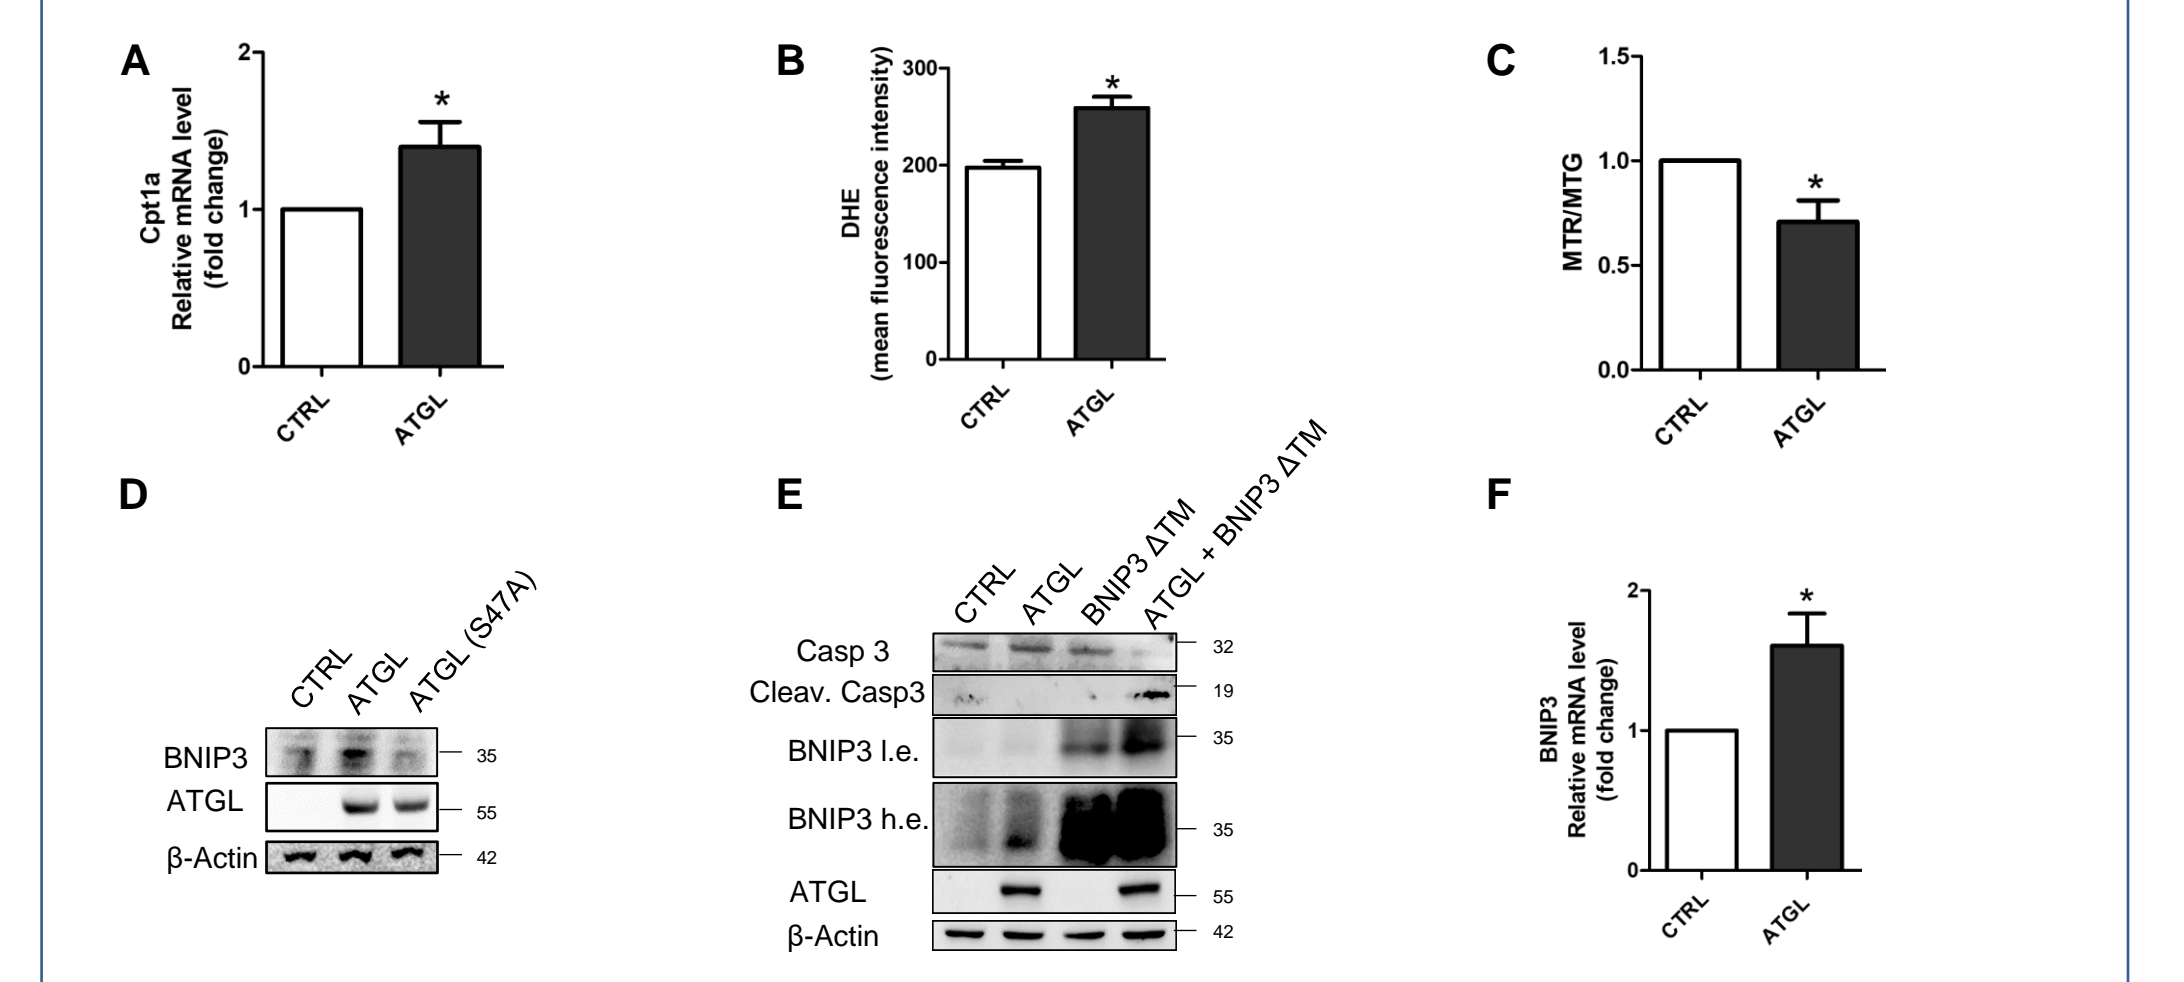 A
Cpt1a
Relative mRNA level
(fold change)
2
1
0
*
CTRL
ATGL
B
DHE
(mean fluorescence intensity)
300
200
100
0
*
CTRL
ATGL
C
MTR/MTG
1.5
1.0
0.5
0.0
*
CTRL
ATGL
D
CTRL
ATGL
ATGL (S47A)
BNIP3
35
ATGL
55
β-Actin
42
E
CTRL
ATGL
BNIP3 ΔTM
ATGL + BNIP3 ΔTM
Casp 3
32
Cleav. Casp3
19
BNIP3 l.e.
35
BNIP3 h.e.
35
ATGL
55
β-Actin
42
F
BNIP3
Relative mRNA level
(fold change)
2
1
0
*
CTRL
ATGL